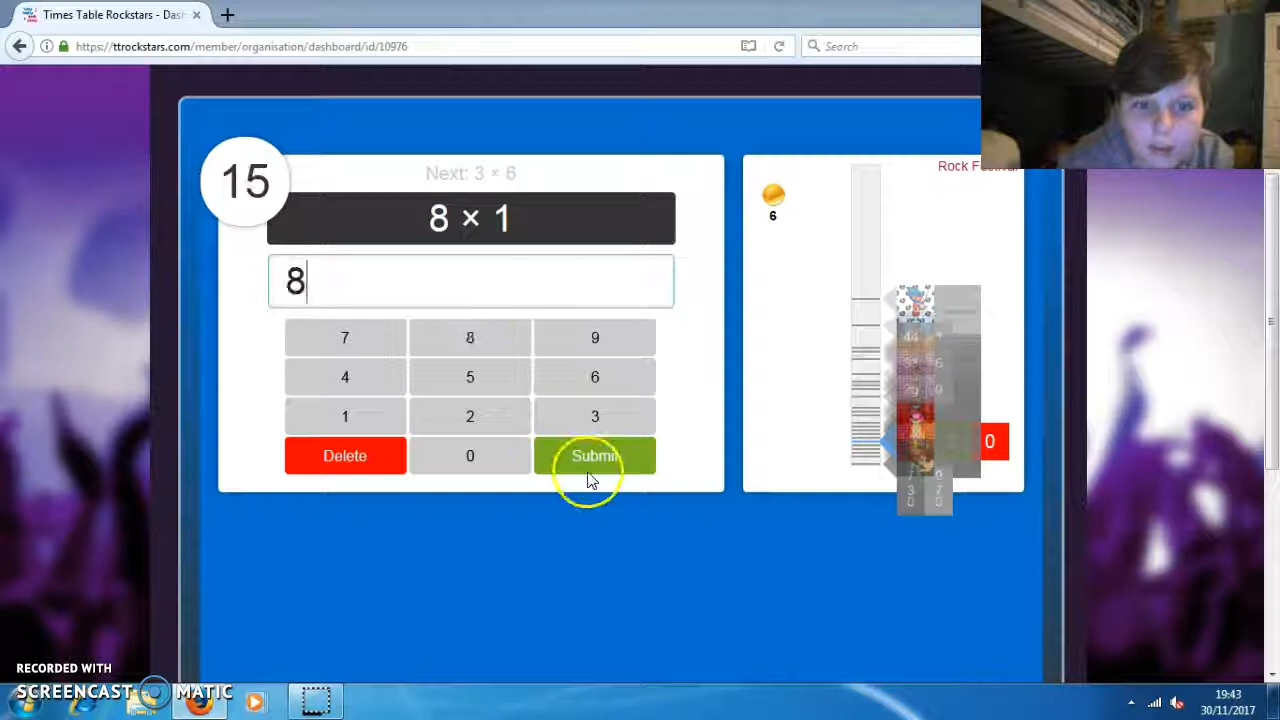 Times Table Rockstars - Das
https://ttrockstars.com/member/organisation/dashboard/id/10976
Search
15
Next: 3 × 6
8 × 1
8
7 8 9
4 5 6
1 2 3
Delete 0 Submit
6
0
RECORDED WITH
SCREENCAST MATIC
19:43
30/11/2017